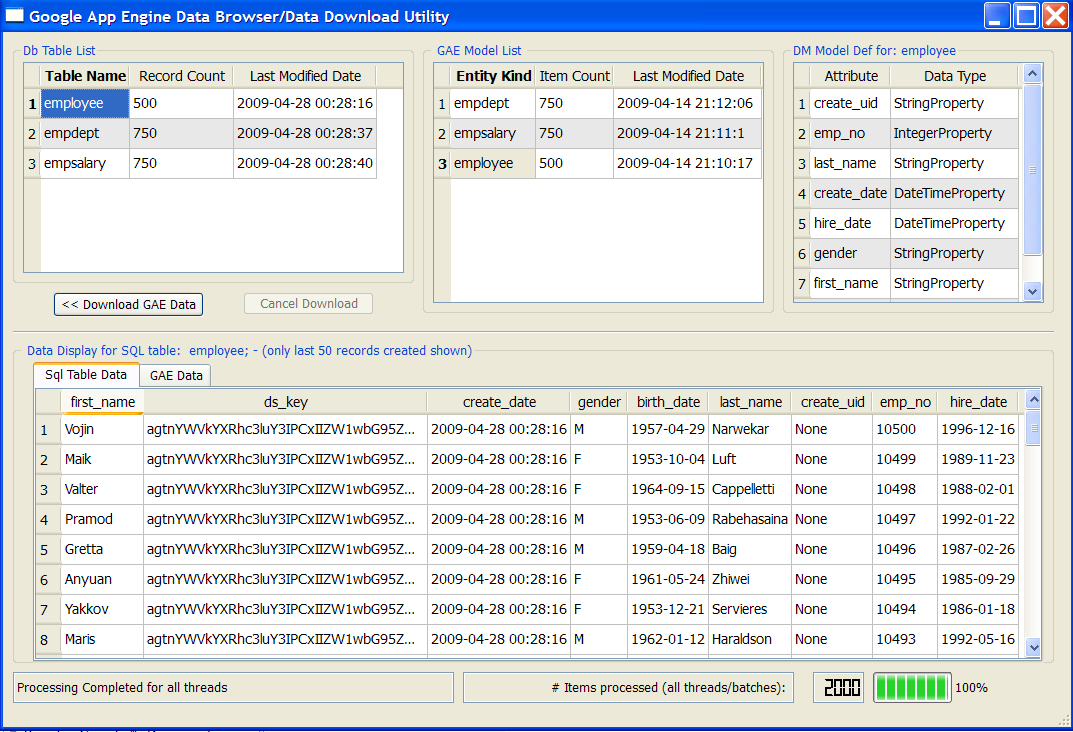 Google App Engine Data Browser/Data Download Utility
Db Table List
Table Name Record Count Last Modified Date
1 employee 500 2009-04-28 00:28:16
2 empdept 750 2009-04-28 00:28:37
3 empsalary 750 2009-04-28 00:28:40
<< Download GAE Data Cancel Download
GAE Model List
Entity Kind Item Count Last Modified Date
1 empdept 750 2009-04-14 21:12:06
2 empsalary 750 2009-04-14 21:11:1
3 employee 500 2009-04-14 21:10:17
DM Model Def for: employee
Attribute Data Type
1 create_uid StringProperty
2 emp_no IntegerProperty
3 last_name StringProperty
4 create_date DateTimeProperty
5 hire_date DateTimeProperty
6 gender StringProperty
7 first_name StringProperty
Data Display for SQL table: employee; - (only last 50 records created shown)
Sql Table Data GAE Data
first_name ds_key create_date gender birth_date last_name create_uid emp_no hire_date
1 Vojin agtnYWVkYXRhc3luY3IPCxIIZW1wbG95Z... 2009-04-28 00:28:16 M 1957-04-29 Narwekar None 10500 1996-12-16
2 Maik agtnYWVkYXRhc3luY3IPCxIIZW1wbG95Z... 2009-04-28 00:28:16 F 1953-10-04 Luft None 10499 1989-11-23
3 Valter agtnYWVkYXRhc3luY3IPCxIIZW1wbG95Z... 2009-04-28 00:28:16 F 1964-09-15 Cappelletti None 10498 1988-02-01
4 Pramod agtnYWVkYXRhc3luY3IPCxIIZW1wbG95Z... 2009-04-28 00:28:16 M 1953-06-09 Rabehasaina None 10497 1992-01-22
5 Gretta agtnYWVkYXRhc3luY3IPCxIIZW1wbG95Z... 2009-04-28 00:28:16 M 1959-04-18 Baig None 10496 1987-02-26
6 Anyuan agtnYWVkYXRhc3luY3IPCxIIZW1wbG95Z... 2009-04-28 00:28:16 F 1961-05-24 Zhiwei None 10495 1985-09-29
7 Yakkov agtnYWVkYXRhc3luY3IPCxIIZW1wbG95Z... 2009-04-28 00:28:16 F 1953-12-21 Servieres None 10494 1986-01-18
8 Maris agtnYWVkYXRhc3luY3IPCxIIZW1wbG95Z... 2009-04-28 00:28:16 M 1962-01-12 Haraldson None 10493 1992-05-16
Processing Completed for all threads # Items processed (all threads/batches): 2000 100%